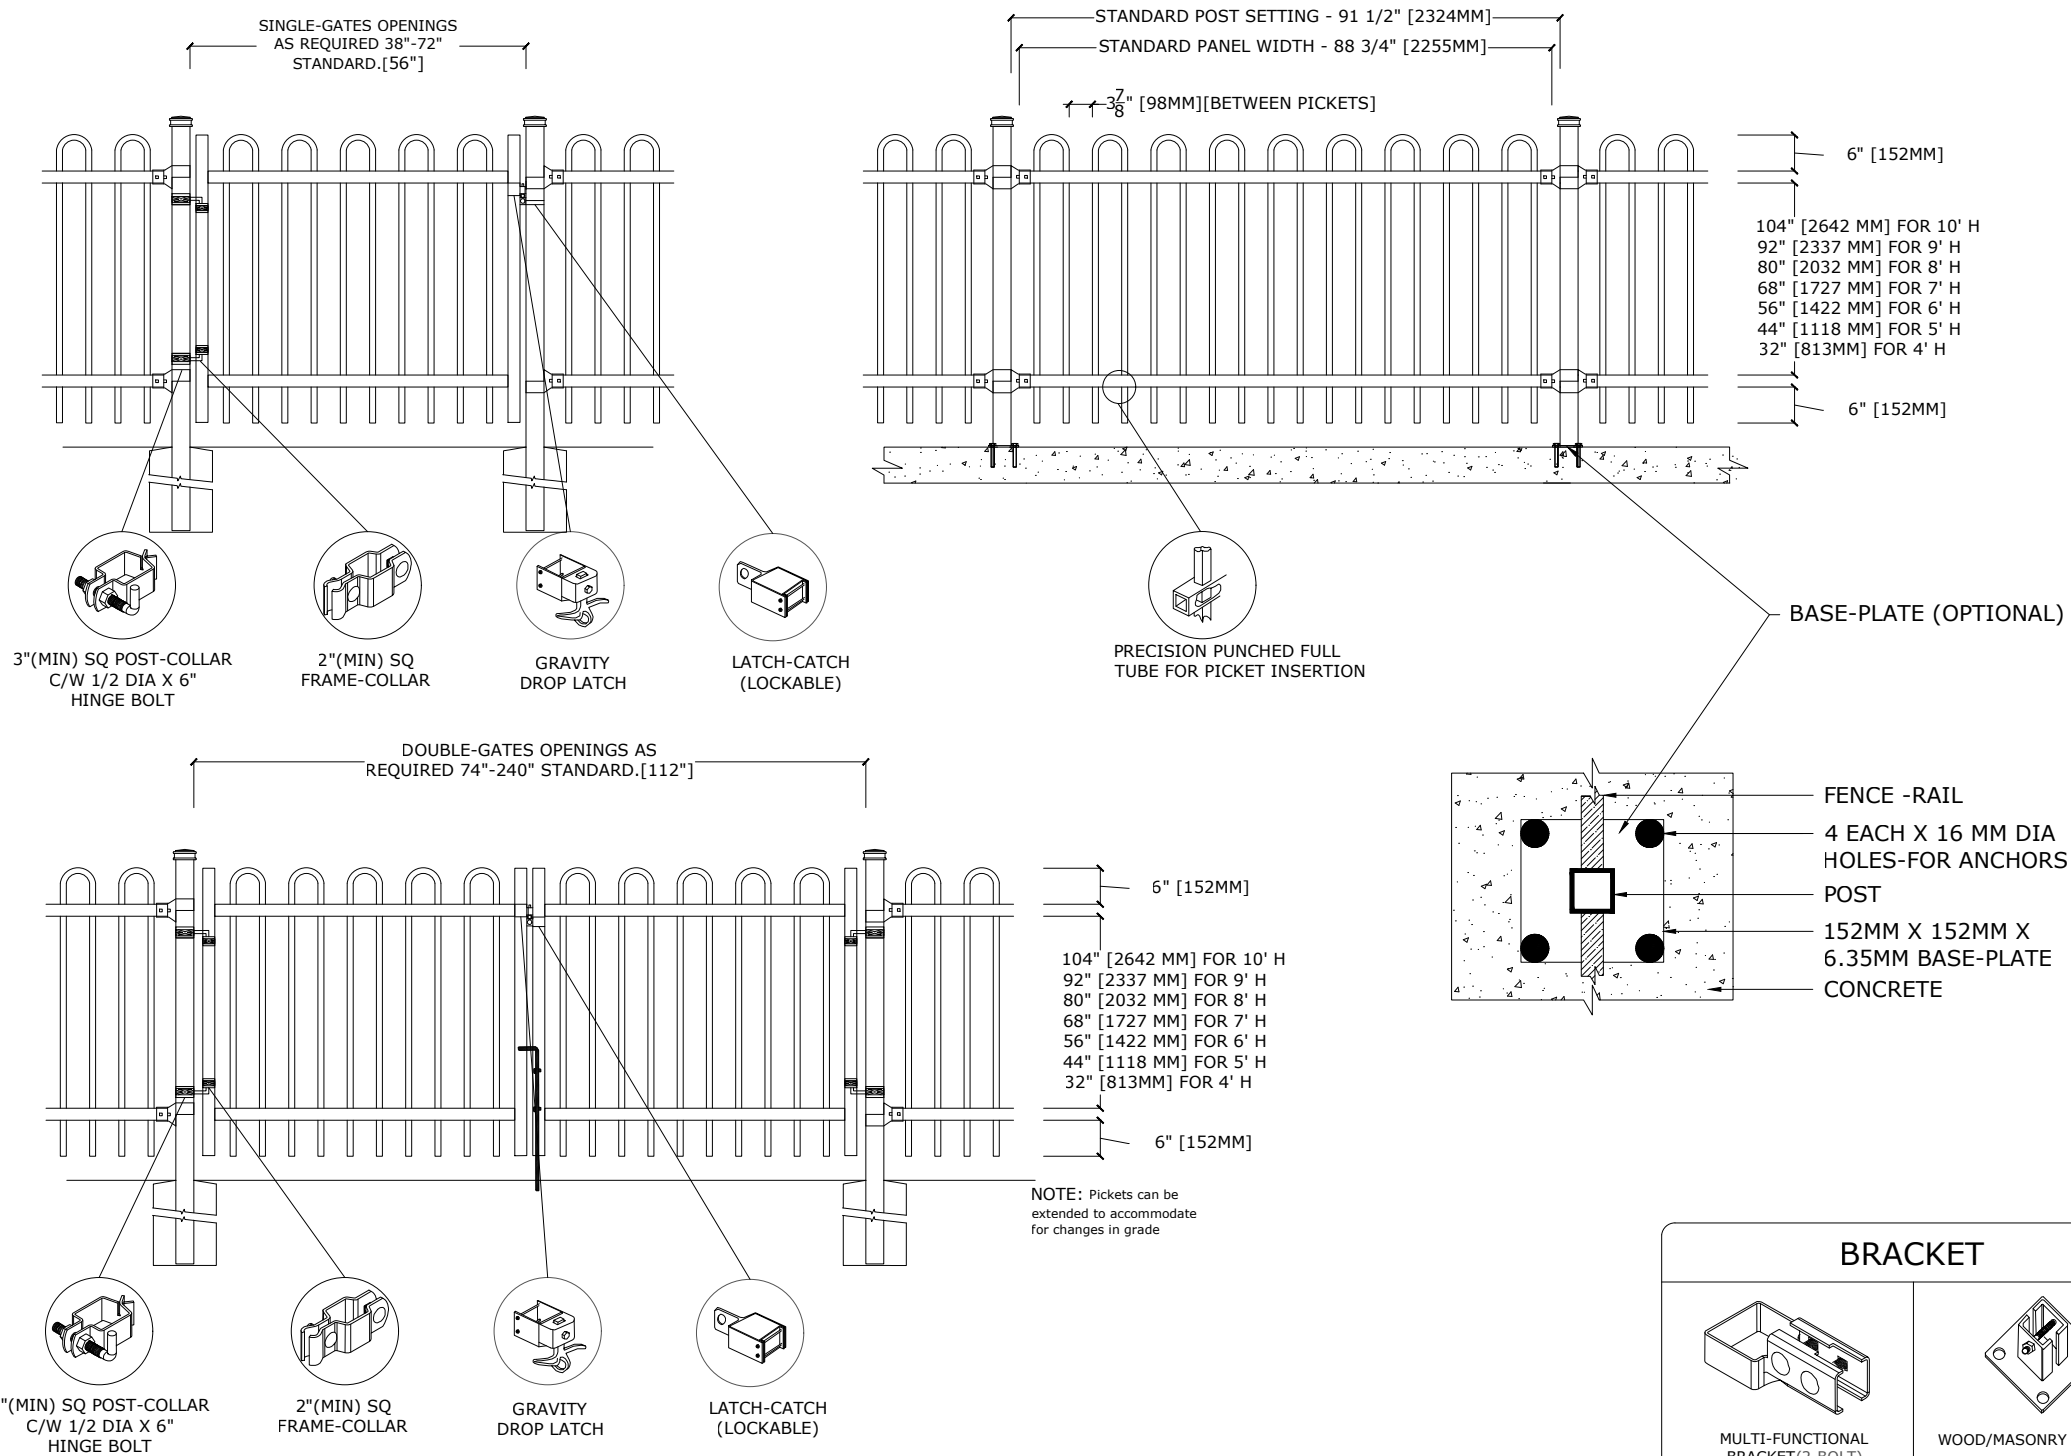 SINGLE-GATES OPENINGS
AS REQUIRED 38"-72"
STANDARD.[56"]
STANDARD POST SETTING - 91 1/2" [2324MM]
STANDARD PANEL WIDTH - 88 3/4" [2255MM]
3 7/8" [98MM][BETWEEN PICKETS]
6" [152MM]
104" [2642 MM] FOR 10' H
92" [2337 MM] FOR 9' H
80" [2032 MM] FOR 8' H
68" [1727 MM] FOR 7' H
56" [1422 MM] FOR 6' H
44" [1118 MM] FOR 5' H
32" [813MM] FOR 4' H
6" [152MM]
3"(MIN) SQ POST-COLLAR
C/W 1/2 DIA X 6"
HINGE BOLT
2"(MIN) SQ
FRAME-COLLAR
GRAVITY
DROP LATCH
LATCH-CATCH
(LOCKABLE)
PRECISION PUNCHED FULL
TUBE FOR PICKET INSERTION
BASE-PLATE (OPTIONAL)
DOUBLE-GATES OPENINGS AS
REQUIRED 74"-240" STANDARD.[112"]
6" [152MM]
104" [2642 MM] FOR 10' H
92" [2337 MM] FOR 9' H
80" [2032 MM] FOR 8' H
68" [1727 MM] FOR 7' H
56" [1422 MM] FOR 6' H
44" [1118 MM] FOR 5' H
32" [813MM] FOR 4' H
6" [152MM]
NOTE: Pickets can be
extended to accommodate
for changes in grade
FENCE -RAIL
4 EACH X 16 MM DIA
HOLES-FOR ANCHORS
POST
152MM X 152MM X
6.35MM BASE-PLATE
CONCRETE
"(MIN) SQ POST-COLLAR
C/W 1/2 DIA X 6"
HINGE BOLT
2"(MIN) SQ
FRAME-COLLAR
GRAVITY
DROP LATCH
LATCH-CATCH
(LOCKABLE)
BRACKET
MULTI-FUNCTIONAL
BRACKET(2-BOLT)
WOOD/MASONRY